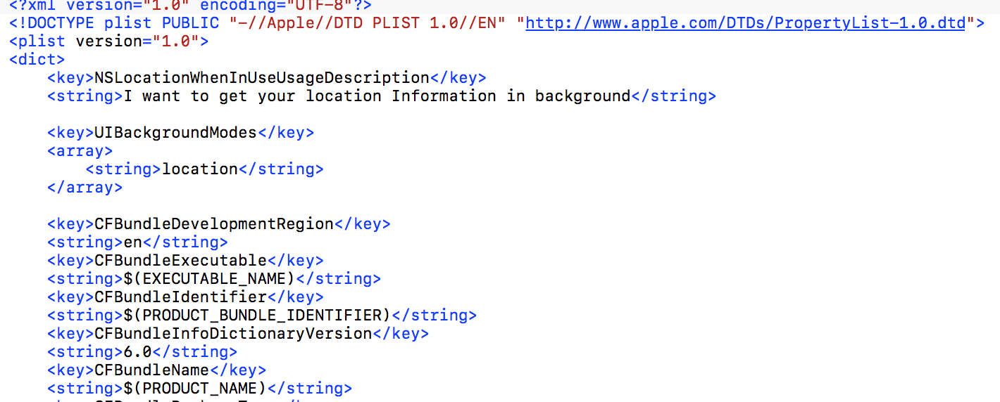 <?xml version="1.0" encoding="UTF-8"?>
<!DOCTYPE plist PUBLIC "-//Apple//DTD PLIST 1.0//EN" "http://www.apple.com/DTDs/PropertyList-1.0.dtd">
<plist version="1.0">
<dict>
    <key>NSLocationWhenInUseUsageDescription</key>
    <string>I want to get your location Information in background</string>

    <key>UIBackgroundModes</key>
    <array>
        <string>location</string>
    </array>

    <key>CFBundleDevelopmentRegion</key>
    <string>en</string>
    <key>CFBundleExecutable</key>
    <string>$(EXECUTABLE_NAME)</string>
    <key>CFBundleIdentifier</key>
    <string>$(PRODUCT_BUNDLE_IDENTIFIER)</string>
    <key>CFBundleInfoDictionaryVersion</key>
    <string>6.0</string>
    <key>CFBundleName</key>
    <string>$(PRODUCT_NAME)</string>